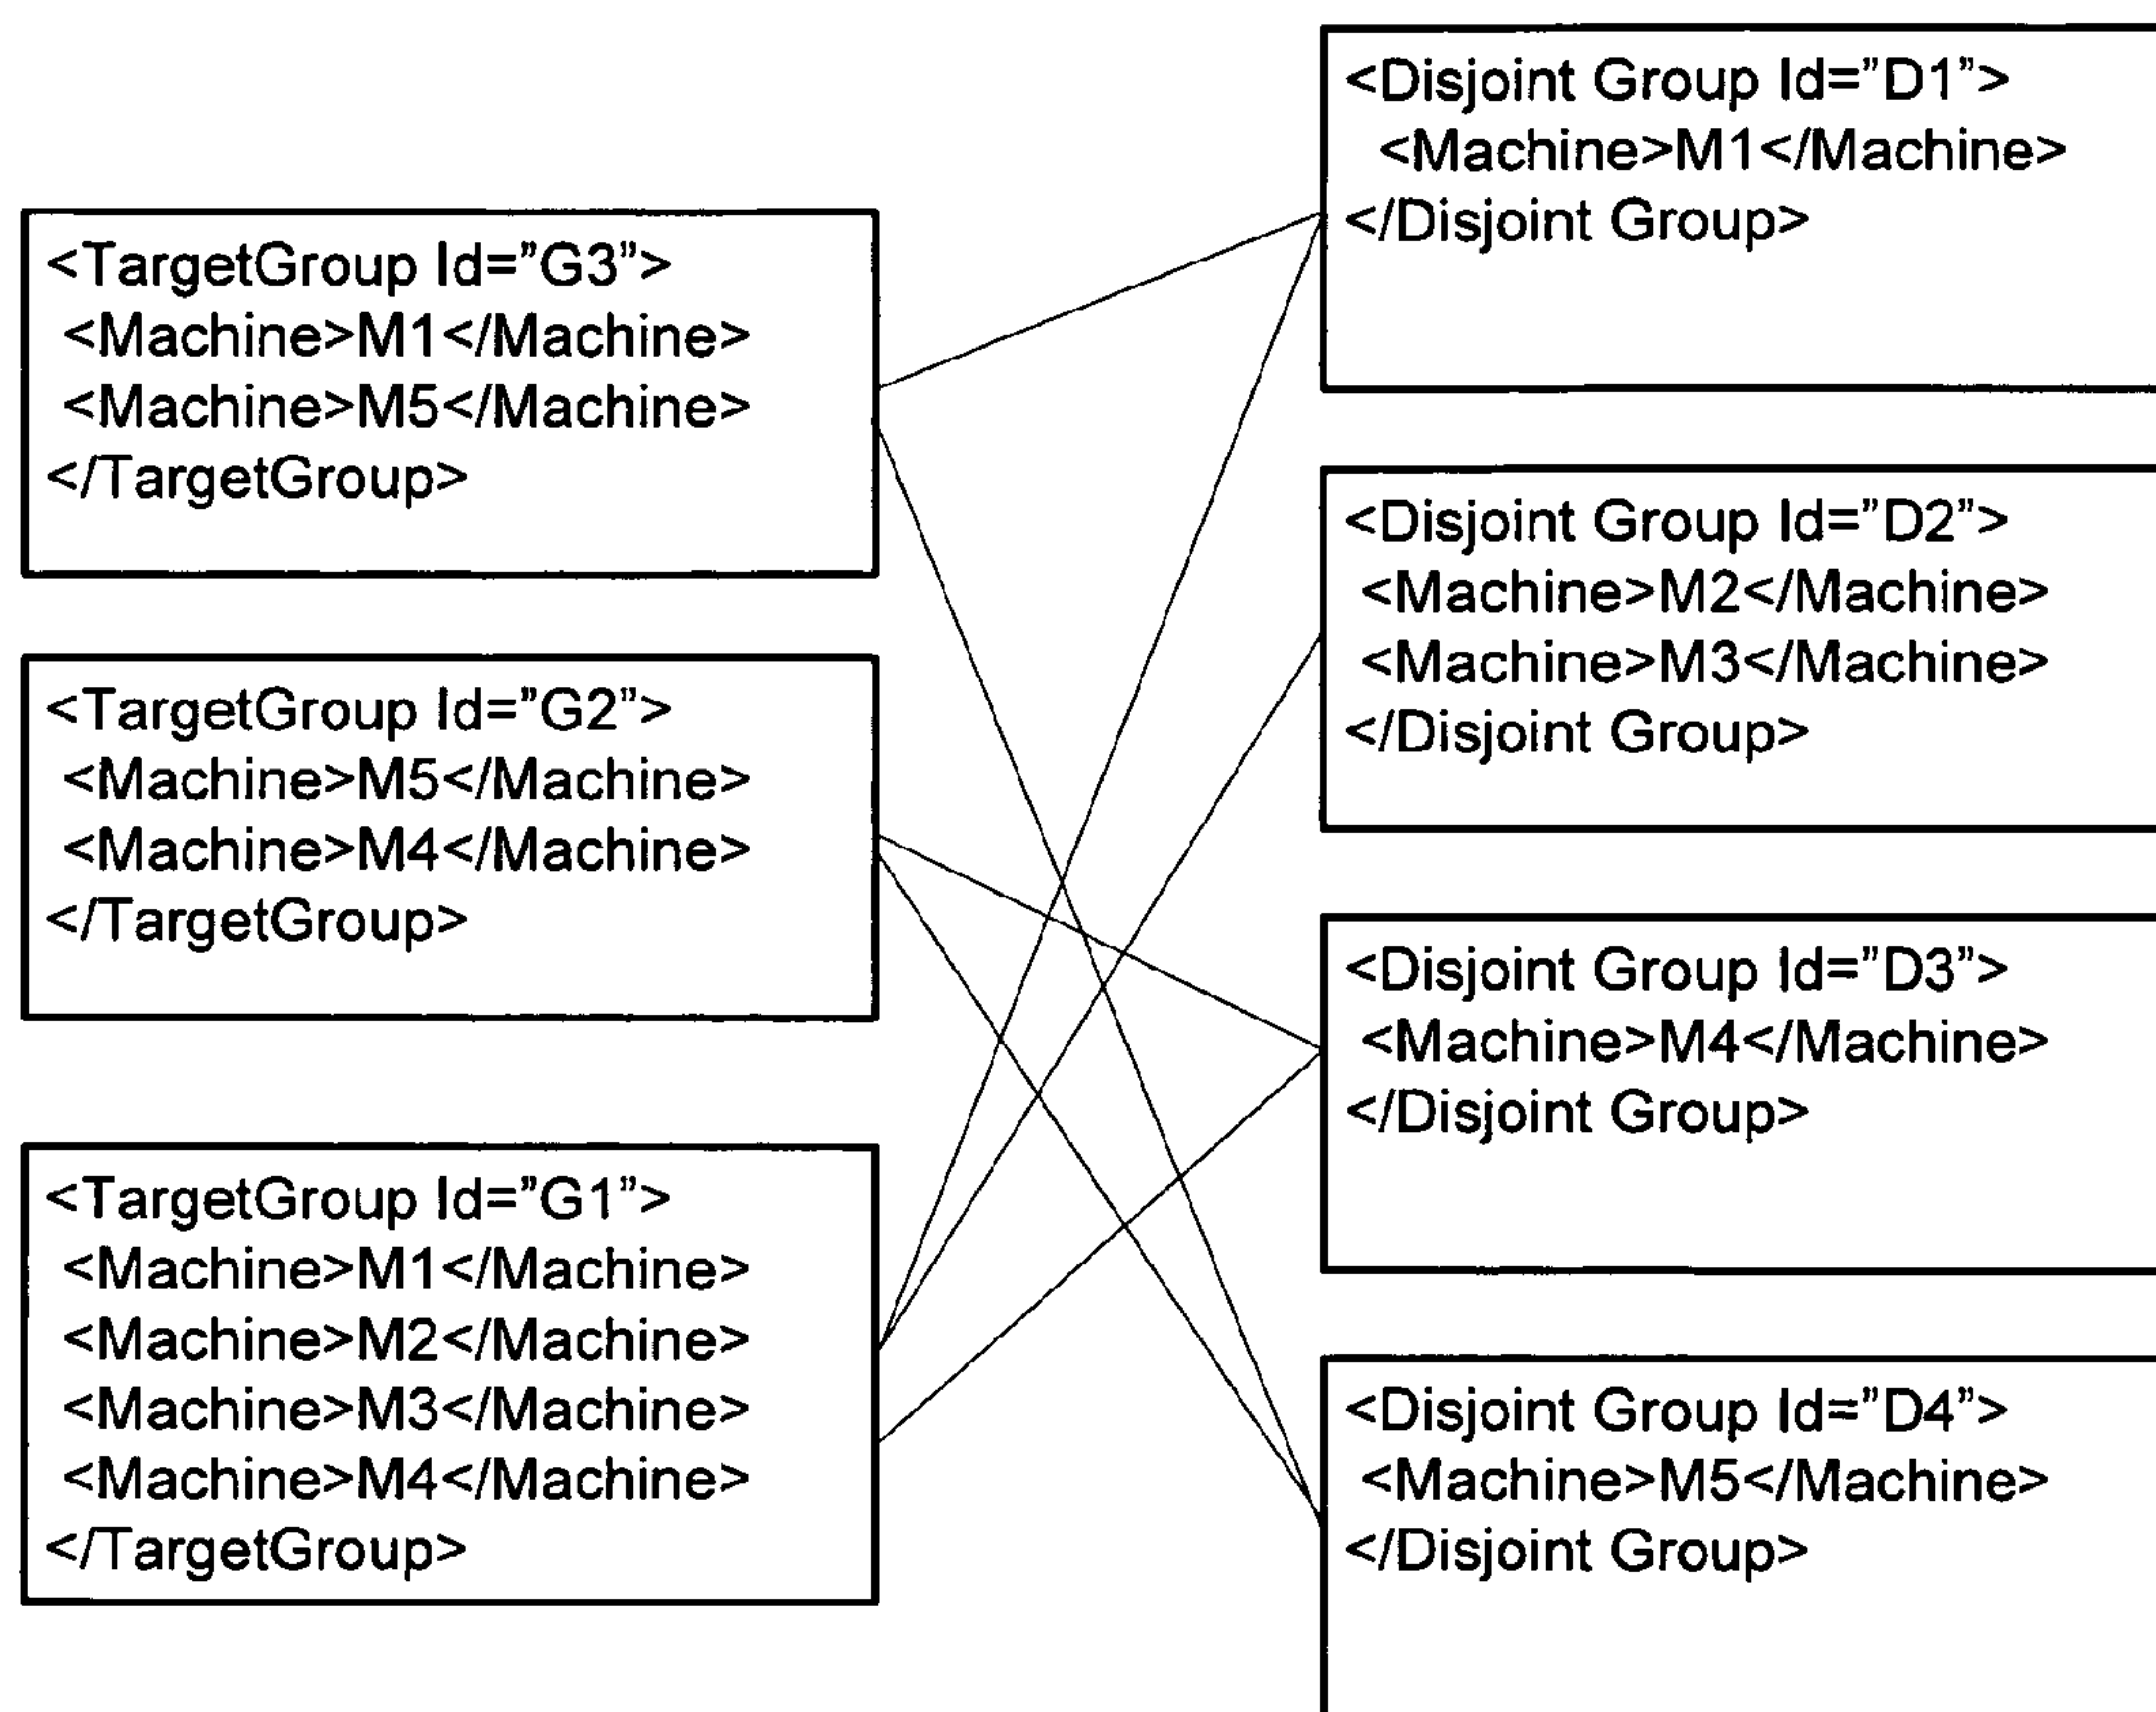 <TargetGroup Id=”G3”>
<Machine>M1</Machine>
<Machine>M5</Machine>
</TargetGroup>
<TargetGroup Id=”G2”>
<Machine>M5</Machine>
<Machine>M4</Machine>
</TargetGroup>
<TargetGroup Id=”G1”>
<Machine>M1</Machine>
<Machine>M2</Machine>
<Machine>M3</Machine>
<Machine>M4</Machine>
</TargetGroup>
<Disjoint Group Id=”D1”>
<Machine>M1</Machine>
</Disjoint Group>
<Disjoint Group Id=”D2”>
<Machine>M2</Machine>
<Machine>M3</Machine>
</Disjoint Group>
<Disjoint Group Id=”D3”>
<Machine>M4</Machine>
</Disjoint Group>
<Disjoint Group Id=”D4”>
<Machine>M5</Machine>
</Disjoint Group>